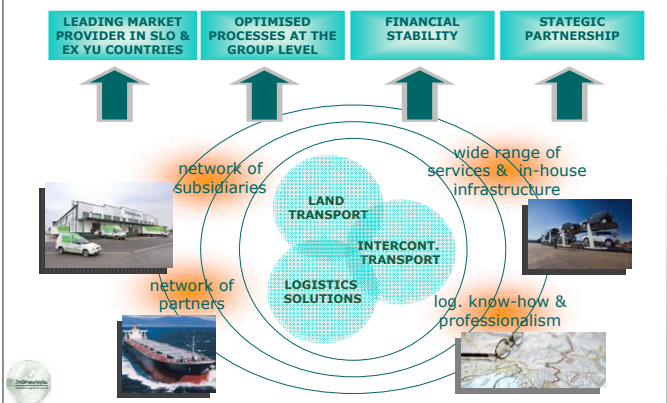 LEADING MARKET
PROVIDER IN SLO &
EX YU COUNTRIES
OPTIMISED
PROCESSES AT THE
GROUP LEVEL
FINANCIAL
STABILITY
STATEGIC
PARTNERSHIP
network of
subsidiaries
wide range of
services & in-house
infrastructure
LAND
TRANSPORT
INTERCONT.
TRANSPORT
LOGISTICS
SOLUTIONS
network of
partners
log. know-how &
professionalism